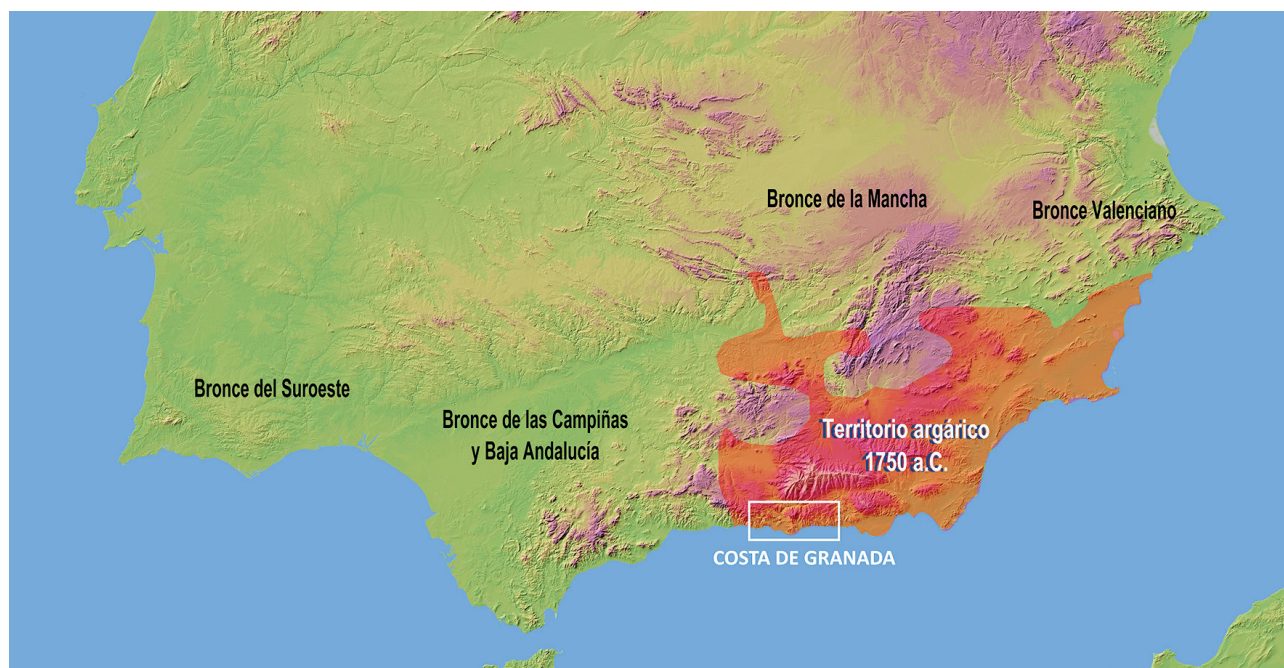 Bronce de la Mancha
Bronce Valenciano
Bronce del Suroeste
Bronce de las Campiñas
y Baja Andalucía
Territorio argárico
1750 a.C.
COSTA DE GRANADA